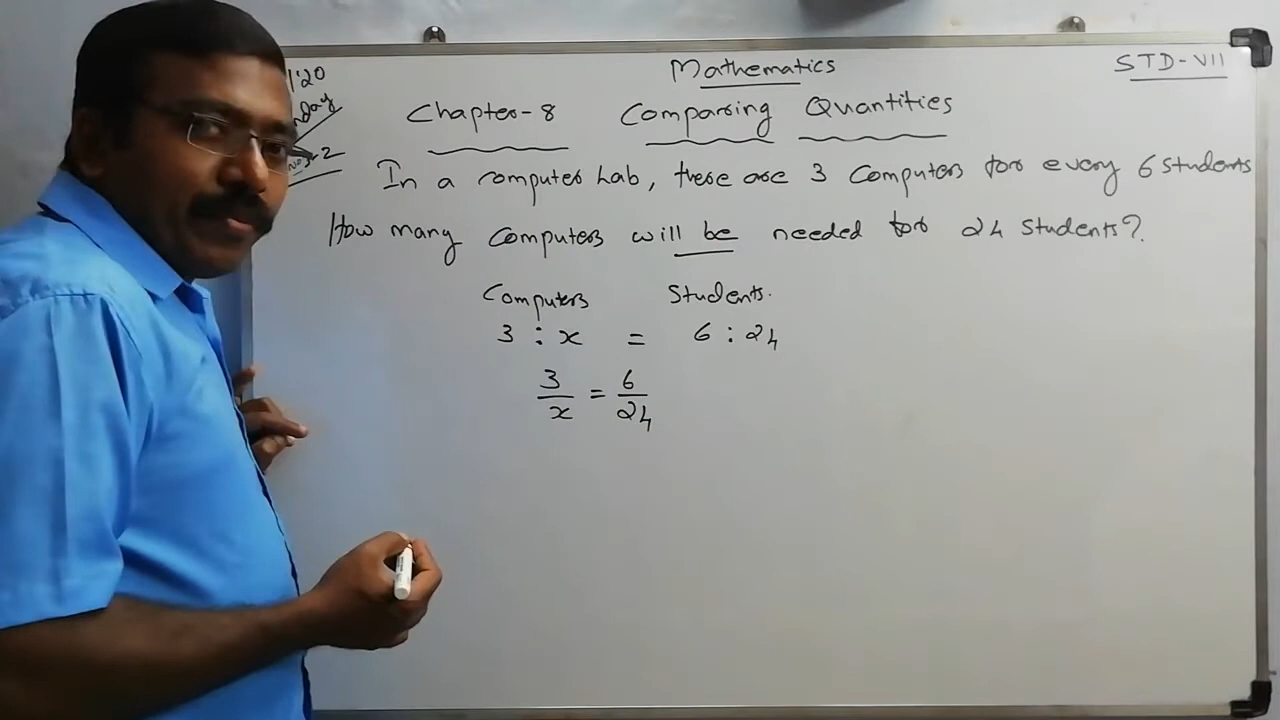 Mathematics
STD-VII
Chapter-8 Comparing Quantities
In a computer Lab, there are 3 computers for every 6 students
How many computers will be needed for 24 students?
Computers Students.
3 : x = 6 : 24
3/x = 6/24